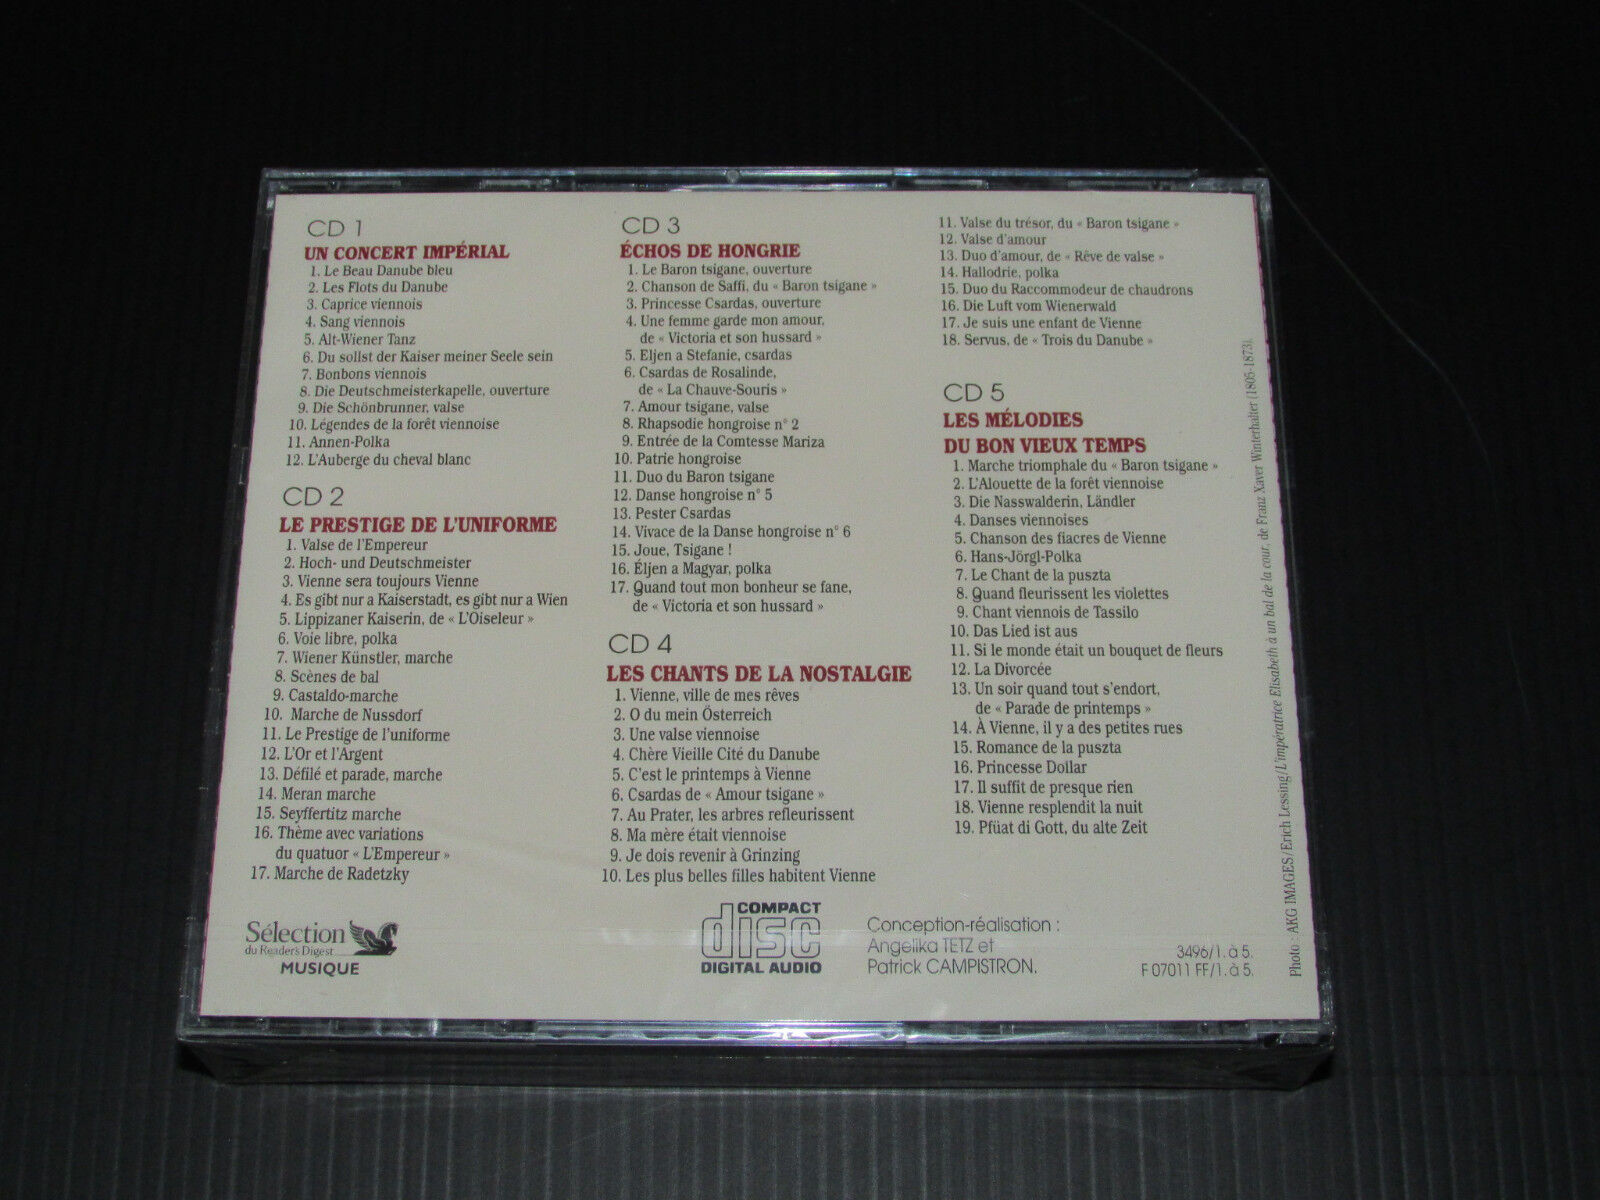 CD 1
UN CONCERT IMPÉRIAL
1. Le Beau Danube bleu
2. Les Flots du Danube
3. Caprice viennois
4. Sang viennois
5. Alt-Wiener Tanz
6. Du sollst der Kaiser meiner Seele sein
7. Bonbons viennois
8. Die Deutschmeisterkapelle, ouverture
9. Die Schönbrunner, valse
10. Légendes de la forêt viennoise
11. Annen-Polka
12. L'Auberge du cheval blanc
CD 2
LE PRESTIGE DE L'UNIFORME
1. Valse de l'Empereur
2. Hoch- und Deutschmeister
3. Vienne sera toujours Vienne
4. Es gibt nur a Kaiserstadt, es gibt nur a Wien
5. Lippizaner Kaiserin, de « L'Oiseleur »
6. Voie libre, polka
7. Wiener Künstler, marche
8. Scènes de bal
9. Castaldo-marche
10. Marche de Nussdorf
11. Le Prestige de l'uniforme
12. L'Or et l'Argent
13. Défilé et parade, marche
14. Meran marche
15. Seyffertitz marche
16. Thème avec variations
du quatuor « L'Empereur »
17. Marche de Radetzky
CD 3
ÉCHOS DE HONGRIE
1. Le Baron tsigane, ouverture
2. Chanson de Saffi, du « Baron tsigane »
3. Princesse Csardas, ouverture
4. Une femme garde mon amour,
de « Victoria et son hussard »
5. Eljen a Stefanie, csardas
6. Csardas de Rosalinde,
de « La Chauve-Souris »
7. Amour tsigane, valse
8. Rhapsodie hongroise n° 2
9. Entrée de la Comtesse Mariza
10. Patrie hongroise
11. Duo du Baron tsigane
12. Danse hongroise n° 5
13. Pester Csardas
14. Vivace de la Danse hongroise n° 6
15. Joue, Tsigane !
16. Éljen a Magyar, polka
17. Quand tout mon bonheur se fane,
de « Victoria et son hussard »
CD 4
LES CHANTS DE LA NOSTALGIE
1. Vienne, ville de mes rêves
2. O du mein Österreich
3. Une valse viennoise
4. Chère Vieille Cité du Danube
5. C'est le printemps à Vienne
6. Csardas de « Amour tsigane »
7. Au Prater, les arbres refleurissent
8. Ma mère était viennoise
9. Je dois revenir à Grinzing
10. Les plus belles filles habitent Vienne
11. Valse du trésor, du « Baron tsigane »
12. Valse d'amour
13. Duo d'amour, de « Rêve de valse »
14. Hallodrie, polka
15. Duo du Raccommodeur de chaudrons
16. Die Luft vom Wienerwald
17. Je suis une enfant de Vienne
18. Servus, de « Trois du Danube »
CD 5
LES MÉLODIES
DU BON VIEUX TEMPS
1. Marche triomphale du « Baron tsigane »
2. L'Alouette de la forêt viennoise
3. Die Nasswalderin, Ländler
4. Danses viennoises
5. Chanson des fiacres de Vienne
6. Hans-Jörgl-Polka
7. Le Chant de la puszta
8. Quand fleurissent les violettes
9. Chant viennois de Tassilo
10. Das Lied ist aus
11. Si le monde était un bouquet de fleurs
12. La Divorcée
13. Un soir quand tout s'endort,
de « Parade de printemps »
14. À Vienne, il y a des petites rues
15. Romance de la puszta
16. Princesse Dollar
17. Il suffit de presque rien
18. Vienne resplendit la nuit
19. Pfüat di Gott, du alte Zeit
Photo : AKG IMAGES/Erich Lessing/L'impératrice Elisabeth à un bal de la cour, de Franz Xaver Winterhalter (1805-1873).
Sélection
du Reader's Digest
MUSIQUE
COMPACT
disc
DIGITAL AUDIO
Conception-réalisation :
Angelika TETZ et
Patrick CAMPISTRON.
3496/1. à 5.
F 07011 FF/1. à 5.